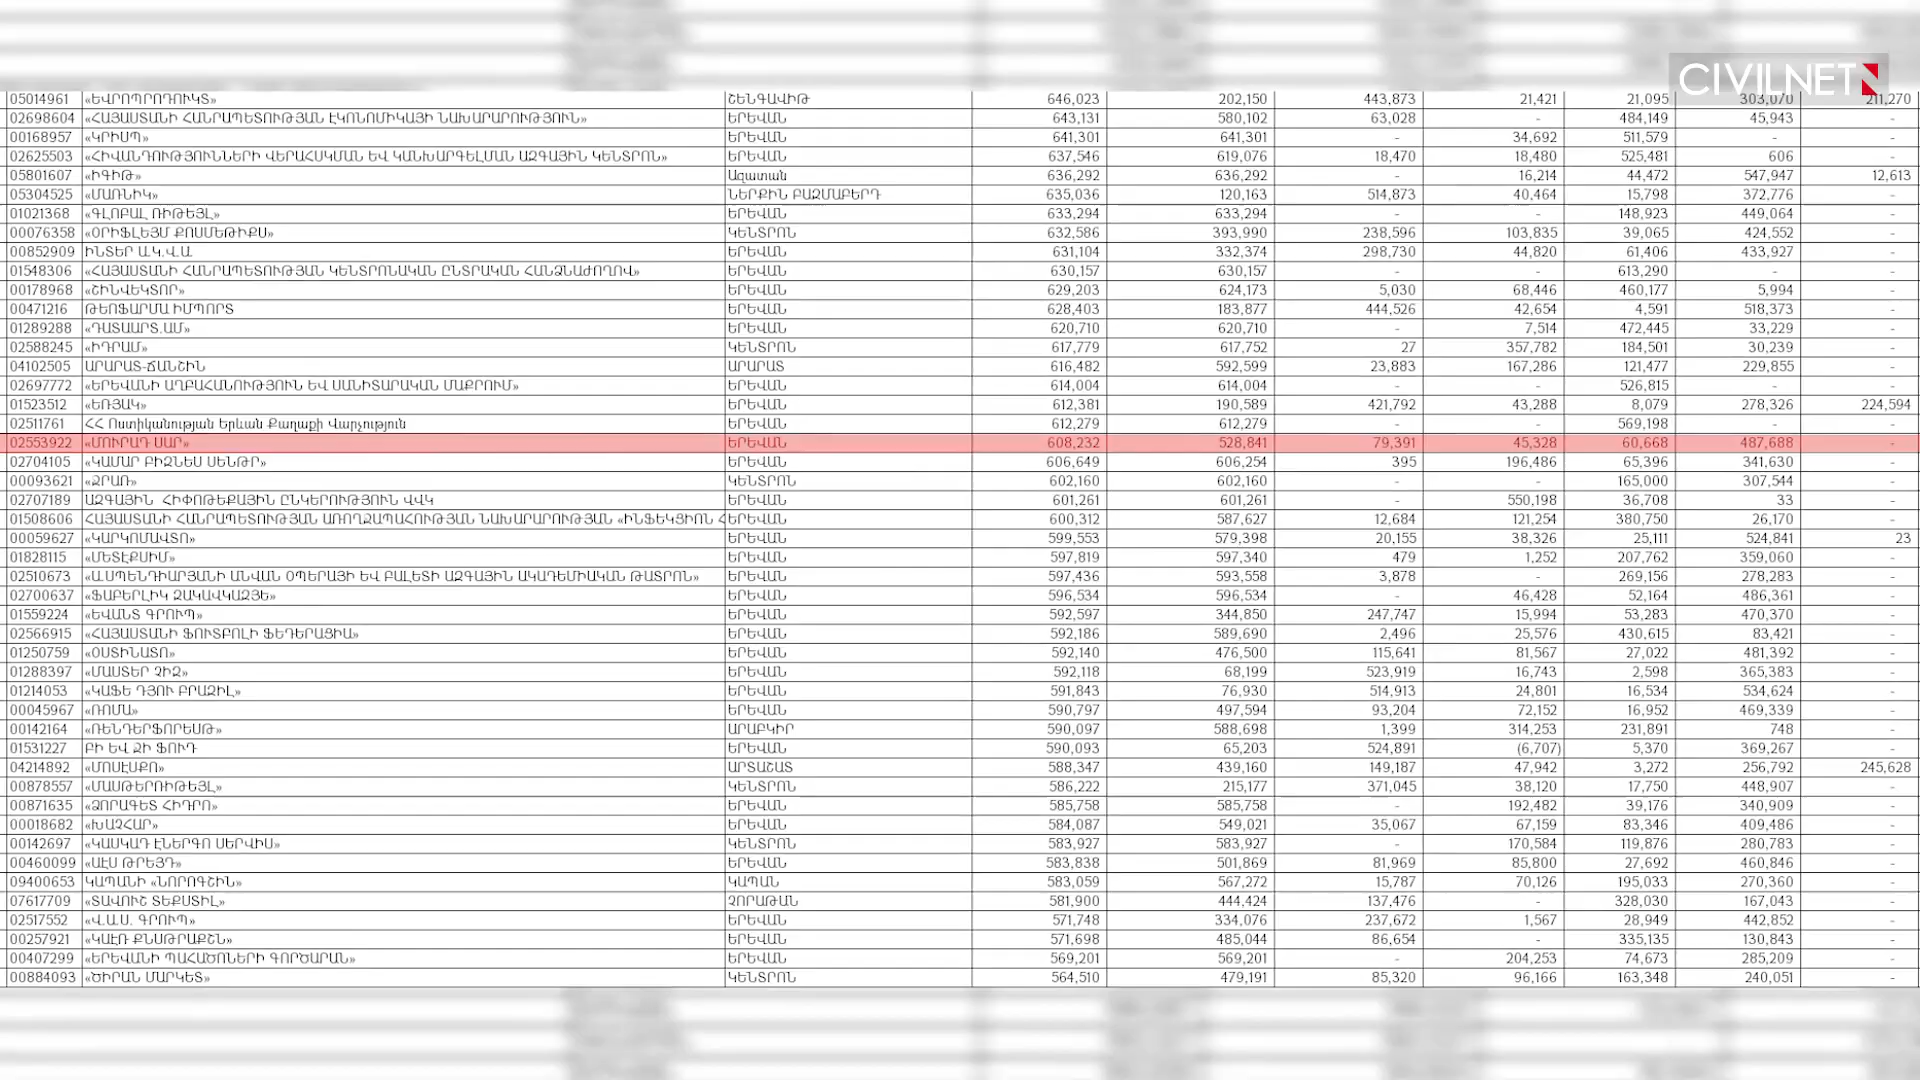 CIVILNET
05014961 «ԵՎՐՈՊՐՈԴՈՒԿՏ» ՇԵՆԳԱՎԻԹ 646,023 202,150 443,873 21,421 21,095 303,070 211,270
02698604 «ՀԱՅԱՍՏԱՆԻ ՀԱՆՐԱՊԵՏՈՒԹՅԱՆ ԷԿՈՆՈՄԻԿԱՅԻ ՆԱԽԱՐԱՐՈՒԹՅՈՒՆ» ԵՐԵՎԱՆ 643,131 580,102 63,028 - 484,149 45,943 -
00168957 «ԿՐԻՍՊ» ԵՐԵՎԱՆ 641,301 641,301 - 34,692 511,579 - -
02625503 «ՀԻՎԱՆԴՈՒԹՅՈՒՆՆԵՐԻ ՎԵՐԱՀՍԿՄԱՆ ԵՎ ԿԱՆԽԱՐԳԵԼՄԱՆ ԱԶԳԱՅԻՆ ԿԵՆՏՐՈՆ» ԵՐԵՎԱՆ 637,546 619,076 18,470 18,480 525,481 606 -
05801607 «ԻԳԻԹ» Ազատան 636,292 636,292 - 16,214 44,472 547,947 12,613
05304525 «ՄԱՌՆԻԿ» ՆԵՐՔԻՆ ԲԱԶՄԱԲԵՐԴ 635,036 120,163 514,873 40,464 15,798 372,776 -
01021368 «ԳԼՈԲԱԼ ՌԻԹԵՅԼ» ԵՐԵՎԱՆ 633,294 633,294 - - 148,923 449,064 -
00076358 «ՕՐԻՖԼԵՅՄ ՔՈՍՄԵԹԻՔՍ» ԿԵՆՏՐՈՆ 632,586 393,990 238,596 103,835 39,065 424,552 -
00852909 ԻՆՏԵՐ Ա.Կ.Վ.Ա ԵՐԵՎԱՆ 631,104 332,374 298,730 44,820 61,406 433,927 -
01548306 «ՀԱՅԱՍՏԱՆԻ ՀԱՆՐԱՊԵՏՈՒԹՅԱՆ ԿԵՆՏՐՈՆԱԿԱՆ ԸՆՏՐԱԿԱՆ ՀԱՆՁՆԱԺՈՂՈՎ» ԵՐԵՎԱՆ 630,157 630,157 - - 613,290 - -
00178968 «ՇԻՆՎԵԿՏՈՐ» ԵՐԵՎԱՆ 629,203 624,173 5,030 68,446 460,177 5,994 -
00471216 ԹԵՈՖԱՐՄԱ ԻՄՊՈՐՏ ԵՐԵՎԱՆ 628,403 183,877 444,526 42,654 4,591 518,373 -
01289288 «ԴԱՏԱԱՐՏ.ԱՄ» ԵՐԵՎԱՆ 620,710 620,710 - 7,514 472,445 33,229 -
02588245 «ԻԴՐԱՄ» ԿԵՆՏՐՈՆ 617,779 617,752 27 357,782 184,501 30,239 -
04102505 ԱՐԱՐԱՏ-ՃԱՆՇԻՆ ԱՐԱՐԱՏ 616,482 592,599 23,883 167,286 121,477 229,855 -
02697772 «ԵՐԵՎԱՆԻ ԱՂԲԱՀԱՆՈՒԹՅՈՒՆ ԵՎ ՍԱՆԻՏԱՐԱԿԱՆ ՄԱՔՐՈՒՄ» ԵՐԵՎԱՆ 614,004 614,004 - - 526,815 - -
01523512 «ԵՌՅԱԿ» ԵՐԵՎԱՆ 612,381 190,589 421,792 43,288 8,079 278,326 224,594
02511761 ՀՀ Ոստիկանության Երևան Քաղաքի Վարչություն ԵՐԵՎԱՆ 612,279 612,279 - - 569,198 - -
02553922 «ՄՈՒՐԱԴ ՍԱՐ» ԵՐԵՎԱՆ 608,232 528,841 79,391 45,328 60,668 487,688 -
02704105 «ԿԱՄԱՐ ԲԻԶՆԵՍ ՍԵՆԹՐ» ԵՐԵՎԱՆ 606,649 606,254 395 196,486 65,396 341,630 -
00093621 «ՋՐԱՌ» ԿԵՆՏՐՈՆ 602,160 602,160 - - 165,000 307,544 -
02707189 ԱԶԳԱՅԻՆ ՀԻՓՈԹԵՔԱՅԻՆ ԸՆԿԵՐՈՒԹՅՈՒՆ ՎՎԿ ԵՐԵՎԱՆ 601,261 601,261 - 550,198 36,708 33 -
01508606 ՀԱՅԱՍՏԱՆԻ ՀԱՆՐԱՊԵՏՈՒԹՅԱՆ ԱՌՈՂՋԱՊԱՀՈՒԹՅԱՆ ՆԱԽԱՐԱՐՈՒԹՅԱՆ «ԻՆՖԵԿՑԻՈՆ Հ ԵՐԵՎԱՆ 600,312 587,627 12,684 121,254 380,750 26,170 -
00059627 «ԿԱՐԿՈՄԱՎՏՈ» ԵՐԵՎԱՆ 599,553 579,398 20,155 38,326 25,111 524,841 23
01828115 «ՄԵՏԷՔՍԻՄ» ԵՐԵՎԱՆ 597,819 597,340 479 1,252 207,762 359,060 -
02510673 «Ա.ՍՊԵՆԴԻԱՐՅԱՆԻ ԱՆՎԱՆ ՕՊԵՐԱՅԻ ԵՎ ԲԱԼԵՏԻ ԱԶԳԱՅԻՆ ԱԿԱԴԵՄԻԱԿԱՆ ԹԱՏՐՈՆ» ԵՐԵՎԱՆ 597,436 593,558 3,878 - 269,156 278,283 -
02700637 «ՖԱԲԵՐԼԻԿ ԶԱԿԱՎԿԱԶՅԵ» ԵՐԵՎԱՆ 596,534 596,534 - 46,428 52,164 486,361 -
01559224 «ԵՎԱՆՏ ԳՐՈՒՊ» ԵՐԵՎԱՆ 592,597 344,850 247,747 15,994 53,283 470,370 -
02566915 «ՀԱՅԱՍՏԱՆԻ ՖՈՒՏԲՈԼԻ ՖԵԴԵՐԱՑԻԱ» ԵՐԵՎԱՆ 592,186 589,690 2,496 25,576 430,615 83,421 -
01250759 «ՕՍՏԻՆԱՏՈ» ԵՐԵՎԱՆ 592,140 476,500 115,641 81,567 27,022 481,392 -
01288397 «ՄԱՍՏԵՐ ՉԻԶ» ԵՐԵՎԱՆ 592,118 68,199 523,919 16,743 2,598 365,383 -
01214053 «ԿԱՖԵ ԴՅՈՒ ԲՐԱԶԻԼ» ԵՐԵՎԱՆ 591,843 76,930 514,913 24,801 16,534 534,624 -
00045967 «ՌՈՄԱ» ԵՐԵՎԱՆ 590,797 497,594 93,204 72,152 16,952 469,339 -
00142164 «ՌԵՆԴԵՐՖՈՐԵՍԹ» ԱՐԱԲԿԻՐ 590,097 588,698 1,399 314,253 231,891 748 -
01531227 ԲԻ ԵՎ ՋԻ ՖՈՒԴ ԵՐԵՎԱՆ 590,093 65,203 524,891 (6,707) 5,370 369,267 -
04214892 «ՄՈՍԷՍՔՈ» ԱՐՏԱՇԱՏ 588,347 439,160 149,187 47,942 3,272 256,792 245,628
00878557 «ՄԱՍԹԵՐՌԻԹԵՅԼ» ԿԵՆՏՐՈՆ 586,222 215,177 371,045 38,120 17,750 448,907 -
00871635 «ՁՈՐԱԳԵՏ ՀԻԴՐՈ» ԵՐԵՎԱՆ 585,758 585,758 - 192,482 39,176 340,909 -
00018682 «ԽԱՉՀԱՐ» ԵՐԵՎԱՆ 584,087 549,021 35,067 67,159 83,346 409,486 -
00142697 «ԿԱՍԿԱԴ ԷՆԵՐԳՈ ՍԵՐՎԻՍ» ԿԵՆՏՐՈՆ 583,927 583,927 - 170,584 119,876 280,783 -
00460099 «ԱԷՍ ԹՐԵՅԴ» ԵՐԵՎԱՆ 583,838 501,869 81,969 85,800 27,692 460,846 -
09400653 ԿԱՊԱՆԻ «ՆՈՐՈԳՇԻՆ» ԿԱՊԱՆ 583,059 567,272 15,787 70,126 195,033 270,360 -
07617709 «ՏԱՎՈՒՇ ՏԵՔՍՏԻԼ» ՉՈՐԱԹԱՆ 581,900 444,424 137,476 - 328,030 167,043 -
02517552 «Վ.Ա.Ս. ԳՐՈՒՊ» ԵՐԵՎԱՆ 571,748 334,076 237,672 1,567 28,949 442,852 -
00257921 «ԿԱԷՌ ՔՆՍԹՐԱՔՇՆ» ԵՐԵՎԱՆ 571,698 485,044 86,654 - 335,135 130,843 -
00407299 «ԵՐԵՎԱՆԻ ՊԱՀԱԾՈՆԵՐԻ ԳՈՐԾԱՐԱՆ» ԵՐԵՎԱՆ 569,201 569,201 - 204,253 74,673 285,209 -
00884093 «ԾԻՐԱՆ ՄԱՐԿԵՏ» ԿԵՆՏՐՈՆ 564,510 479,191 85,320 96,166 163,348 240,051 -